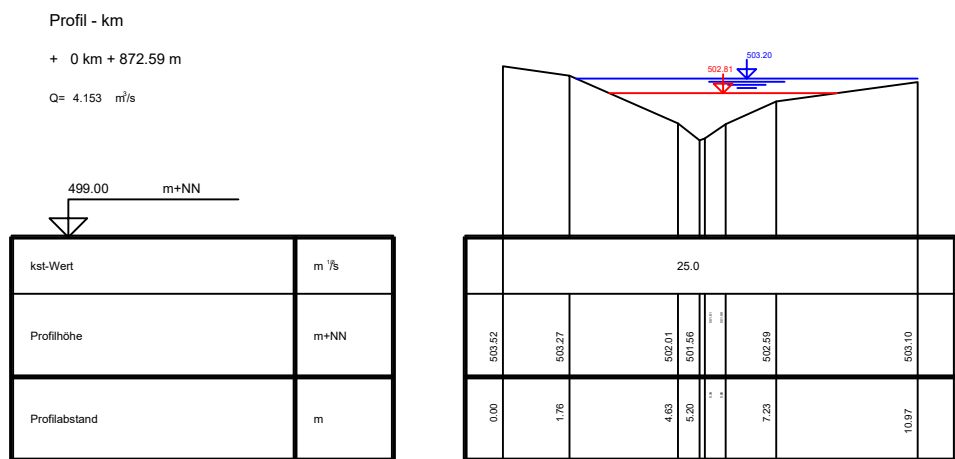 Profil - km
+ 0 km + 872.59 m
Q= 4.153 m³/s
503.20
502.81
499.00 m+NN
kst-Wert m ¹/³/s 25.0
Profilhöhe m+NN 503.52 503.27 502.01 501.56 502.59 503.10
Profilabstand m 0.00 1.76 4.63 5.20 7.23 10.97